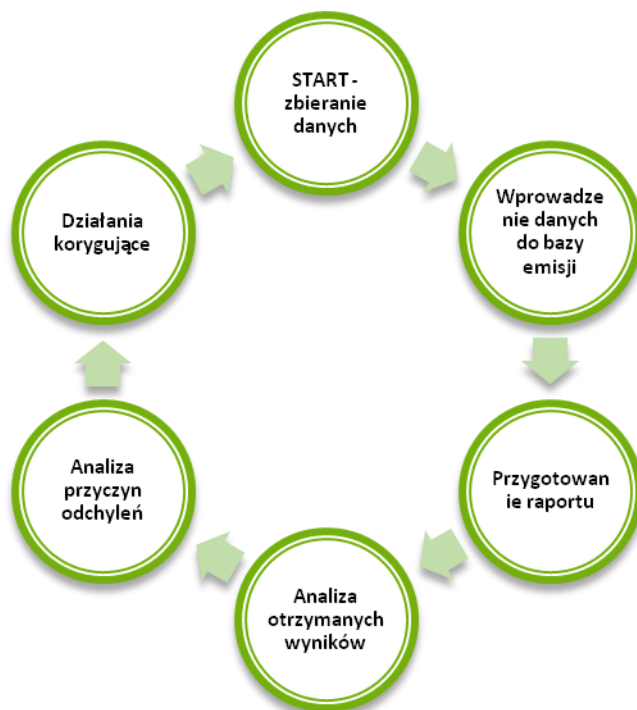 START -
zbieranie
danych
Wprowadze
nie danych
do bazy
emisji
Przygotowan
ie raportu
Analiza
otrzymanych
wyników
Analiza
przyczyn
odchyleń
Działania
korygujące